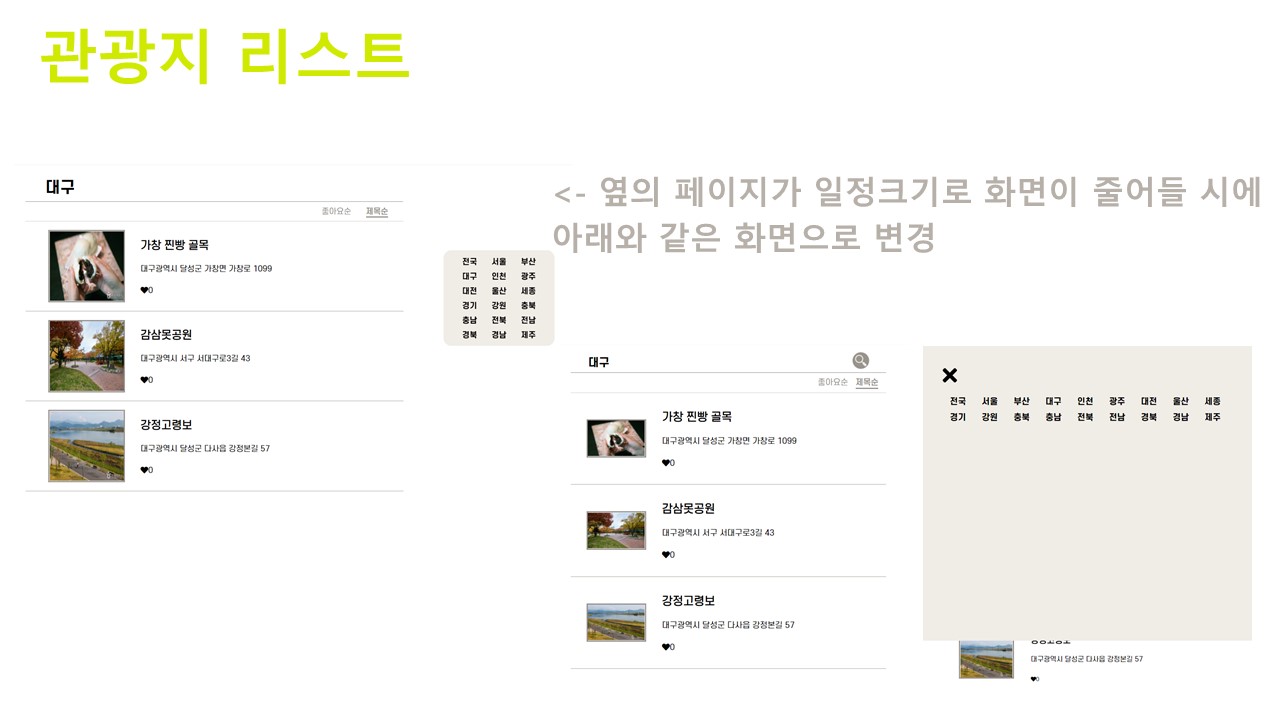 관광지 리스트
대구
좋아요순 제목순
가창 찐빵 골목
대구광역시 달성군 가창면 가창로 1099
♥0
감삼못공원
대구광역시 서구 서대구로3길 43
♥0
강정고령보
대구광역시 달성군 다사읍 강정본길 57
♥0
전국 서울 부산
대구 인천 광주
대전 울산 세종
경기 강원 충북
충남 전북 전남
경북 경남 제주
<- 옆의 페이지가 일정크기로 화면이 줄어들 시에
아래와 같은 화면으로 변경
대구
좋아요순 제목순
가창 찐빵 골목
대구광역시 달성군 가창면 가창로 1099
♥0
감삼못공원
대구광역시 서구 서대구로3길 43
♥0
강정고령보
대구광역시 달성군 다사읍 강정본길 57
♥0
전국 서울 부산 대구 인천 광주 대전 울산 세종
경기 강원 충북 충남 전북 전남 경북 경남 제주
대구광역시 달성군 다사읍 강정본길 57
♥0